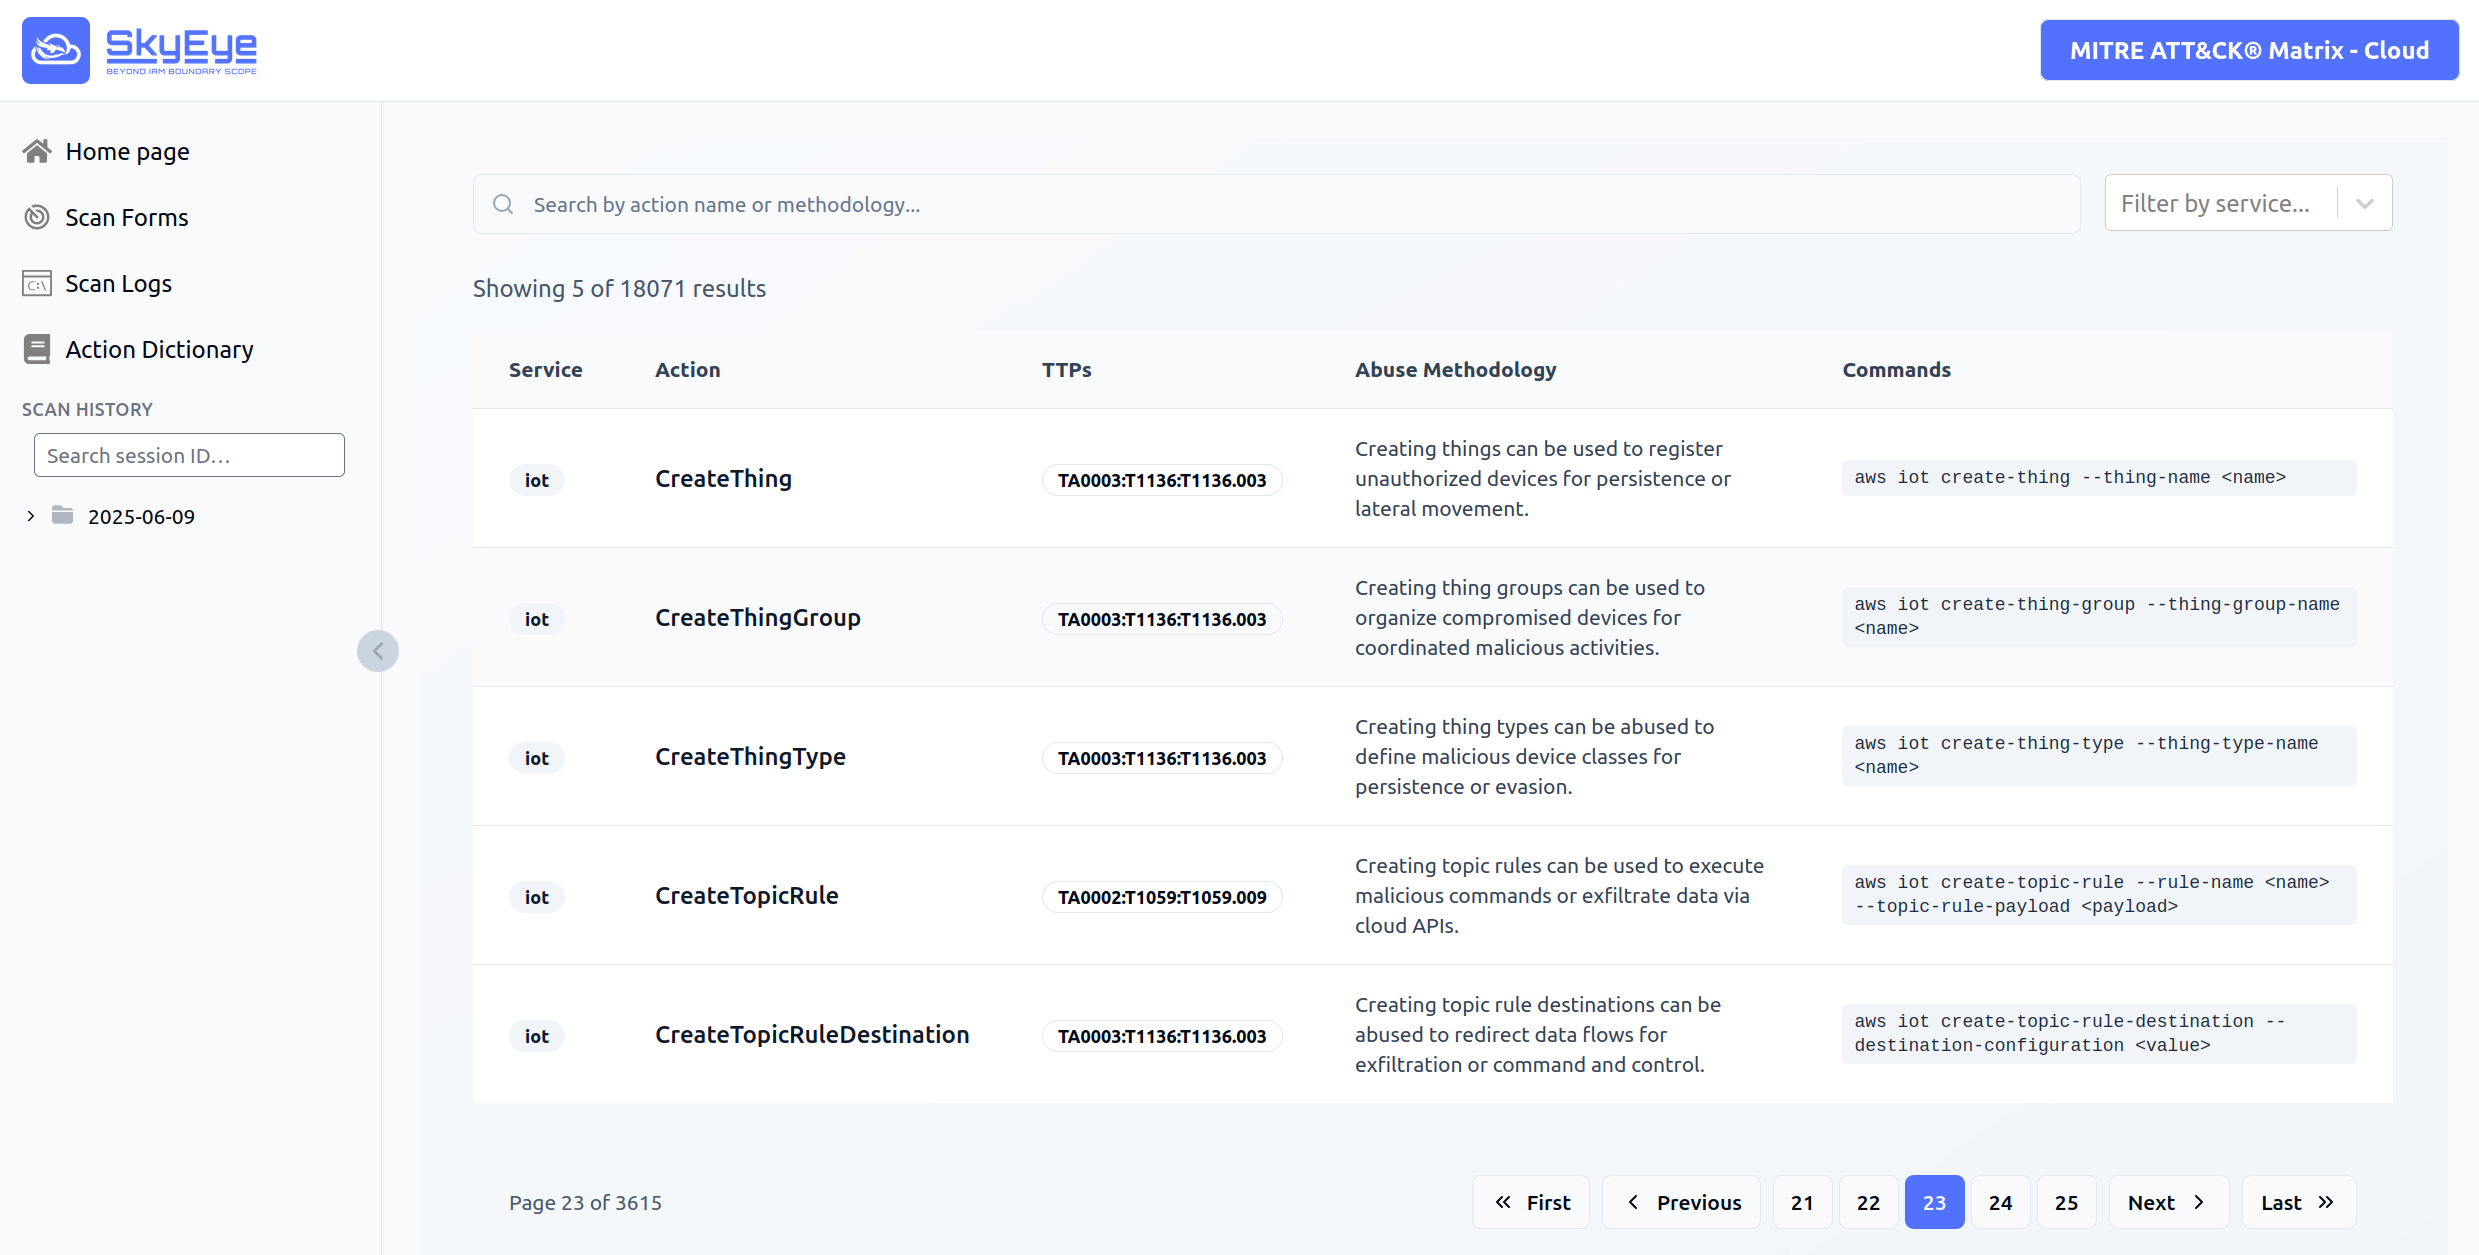 SkyEye
BEYOND IAM BOUNDARY SCOPE
MITRE ATT&CK® Matrix - Cloud
Home page
Scan Forms
Scan Logs
C:\
Action Dictionary
SCAN HISTORY
Search session ID...
2025-06-09
Search by action name or methodology...
Filter by service...
Showing 5 of 18071 results
Service Action TTPs Abuse Methodology Commands
iot CreateThing TA0003:T1136:T1136.003
Creating things can be used to register
unauthorized devices for persistence or
lateral movement.
aws iot create-thing --thing-name <name>
iot CreateThingGroup TA0003:T1136:T1136.003
Creating thing groups can be used to
organize compromised devices for
coordinated malicious activities.
aws iot create-thing-group --thing-group-name
<name>
iot CreateThingType TA0003:T1136:T1136.003
Creating thing types can be abused to
define malicious device classes for
persistence or evasion.
aws iot create-thing-type --thing-type-name
<name>
iot CreateTopicRule TA0002:T1059:T1059.009
Creating topic rules can be used to execute
malicious commands or exfiltrate data via
cloud APIs.
aws iot create-topic-rule --rule-name <name>
--topic-rule-payload <payload>
iot CreateTopicRuleDestination TA0003:T1136:T1136.003
Creating topic rule destinations can be
abused to redirect data flows for
exfiltration or command and control.
aws iot create-topic-rule-destination --
destination-configuration <value>
Page 23 of 3615
First Previous 21 22 23 24 25 Next Last